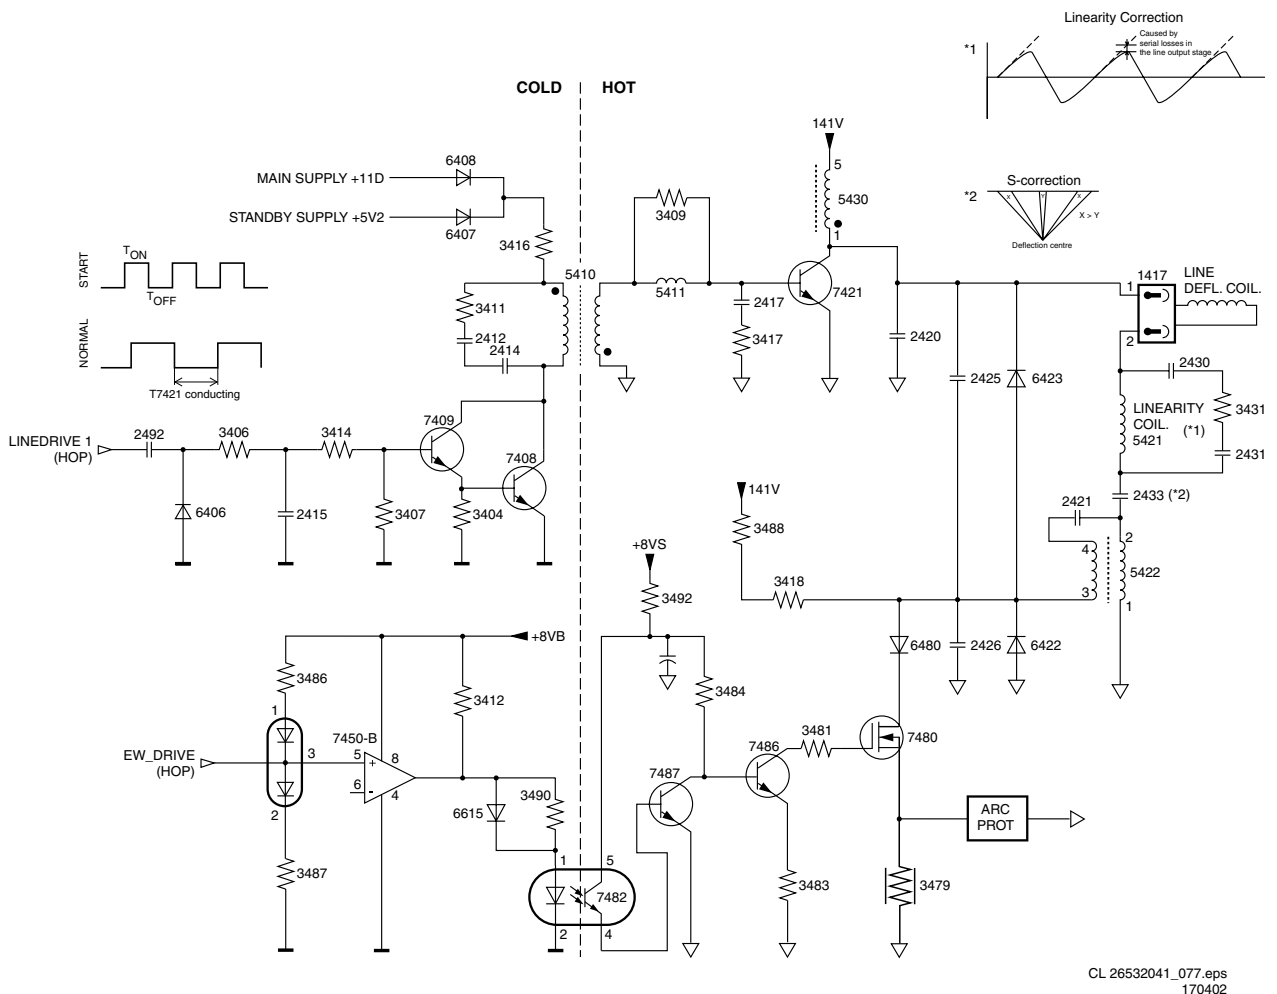 Linearity Correction
*1
Caused by
serial losses in
the line output stage
COLD
HOT
141V
5
5430
1
S-correction
*2
X
Y
X
X > Y
Deflection centre
6408
MAIN SUPPLY +11D
STANDBY SUPPLY +5V2
6407
3416
3409
START
TON
TOFF
NORMAL
T7421 conducting
5410
3411
2412
2414
5411
2417
3417
7421
2420
2425
6423
1417
LINE
DEFL. COIL.
1
2
2430
LINEARITY
COIL.
5421
(*1)
3431
2431
2433 (*2)
LINEDRIVE 1
(HOP)
2492
3406
3414
7409
7408
6406
2415
3407
3404
141V
3488
3418
2421
4
3
2
5422
1
+8VS
3492
+8VB
3486
3412
3484
6480
2426
6422
EW_DRIVE
(HOP)
1
3
2
7450-B
5
+
6
-
8
4
3487
6615
3490
7487
7486
3481
7480
ARC
PROT
1
5
7482
2
4
3483
3479
CL 26532041_077.eps
170402